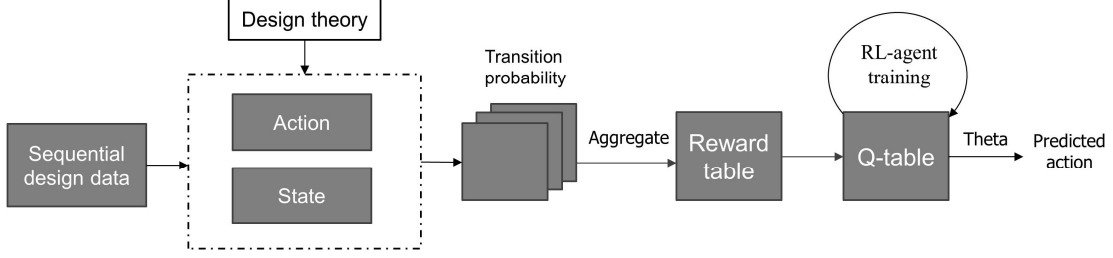 Design theory
Sequential
design data
Action
State
Transition
probability
Aggregate
Reward
table
RL-agent
training
Q-table
Theta
Predicted
action